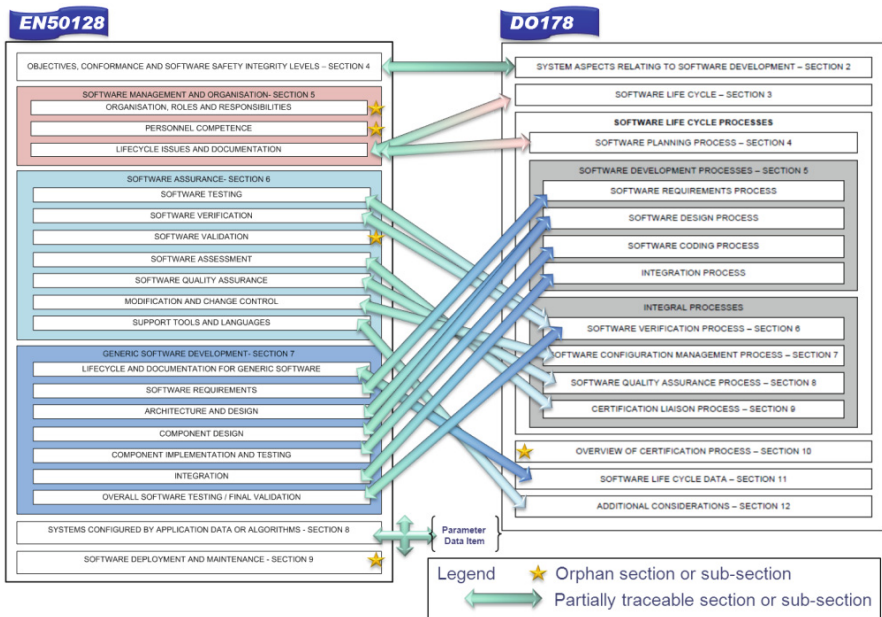 EN50128
OBJECTIVES, CONFORMANCE AND SOFTWARE SAFETY INTEGRITY LEVELS – SECTION 4
SOFTWARE MANAGEMENT AND ORGANISATION- SECTION 5
ORGANISATION, ROLES AND RESPONSIBILITIES
PERSONNEL COMPETENCE
LIFECYCLE ISSUES AND DOCUMENTATION
SOFTWARE ASSURANCE- SECTION 6
SOFTWARE TESTING
SOFTWARE VERIFICATION
SOFTWARE VALIDATION
SOFTWARE ASSESSMENT
SOFTWARE QUALITY ASSURANCE
MODIFICATION AND CHANGE CONTROL
SUPPORT TOOLS AND LANGUAGES
GENERIC SOFTWARE DEVELOPMENT- SECTION 7
LIFECYCLE AND DOCUMENTATION FOR GENERIC SOFTWARE
SOFTWARE REQUIREMENTS
ARCHITECTURE AND DESIGN
COMPONENT DESIGN
COMPONENT IMPLEMENTATION AND TESTING
INTEGRATION
OVERALL SOFTWARE TESTING / FINAL VALIDATION
SYSTEMS CONFIGURED BY APPLICATION DATA OR ALGORITHMS - SECTION 8
SOFTWARE DEPLOYMENT AND MAINTENANCE - SECTION 9
DO178
SYSTEM ASPECTS RELATING TO SOFTWARE DEVELOPMENT – SECTION 2
SOFTWARE LIFE CYCLE – SECTION 3
SOFTWARE LIFE CYCLE PROCESSES
SOFTWARE PLANNING PROCESS – SECTION 4
SOFTWARE DEVELOPMENT PROCESSES – SECTION 5
SOFTWARE REQUIREMENTS PROCESS
SOFTWARE DESIGN PROCESS
SOFTWARE CODING PROCESS
INTEGRATION PROCESS
INTEGRAL PROCESSES
SOFTWARE VERIFICATION PROCESS – SECTION 6
SOFTWARE CONFIGURATION MANAGEMENT PROCESS – SECTION 7
SOFTWARE QUALITY ASSURANCE PROCESS – SECTION 8
CERTIFICATION LIAISON PROCESS – SECTION 9
OVERVIEW OF CERTIFICATION PROCESS – SECTION 10
SOFTWARE LIFE CYCLE DATA – SECTION 11
ADDITIONAL CONSIDERATIONS – SECTION 12
Parameter
Data Item
Legend
Orphan section or sub-section
Partially traceable section or sub-section